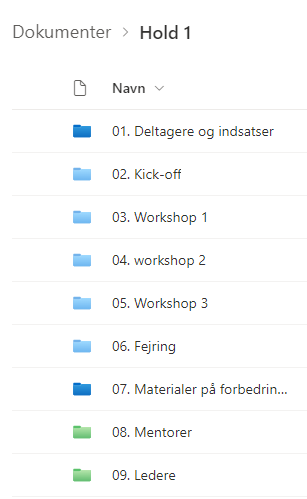 Dokumenter > Hold 1
Navn
01. Deltagere og indsatser
02. Kick-off
03. Workshop 1
04. workshop 2
05. Workshop 3
06. Fejring
07. Materialer på forbedrin...
08. Mentorer
09. Ledere